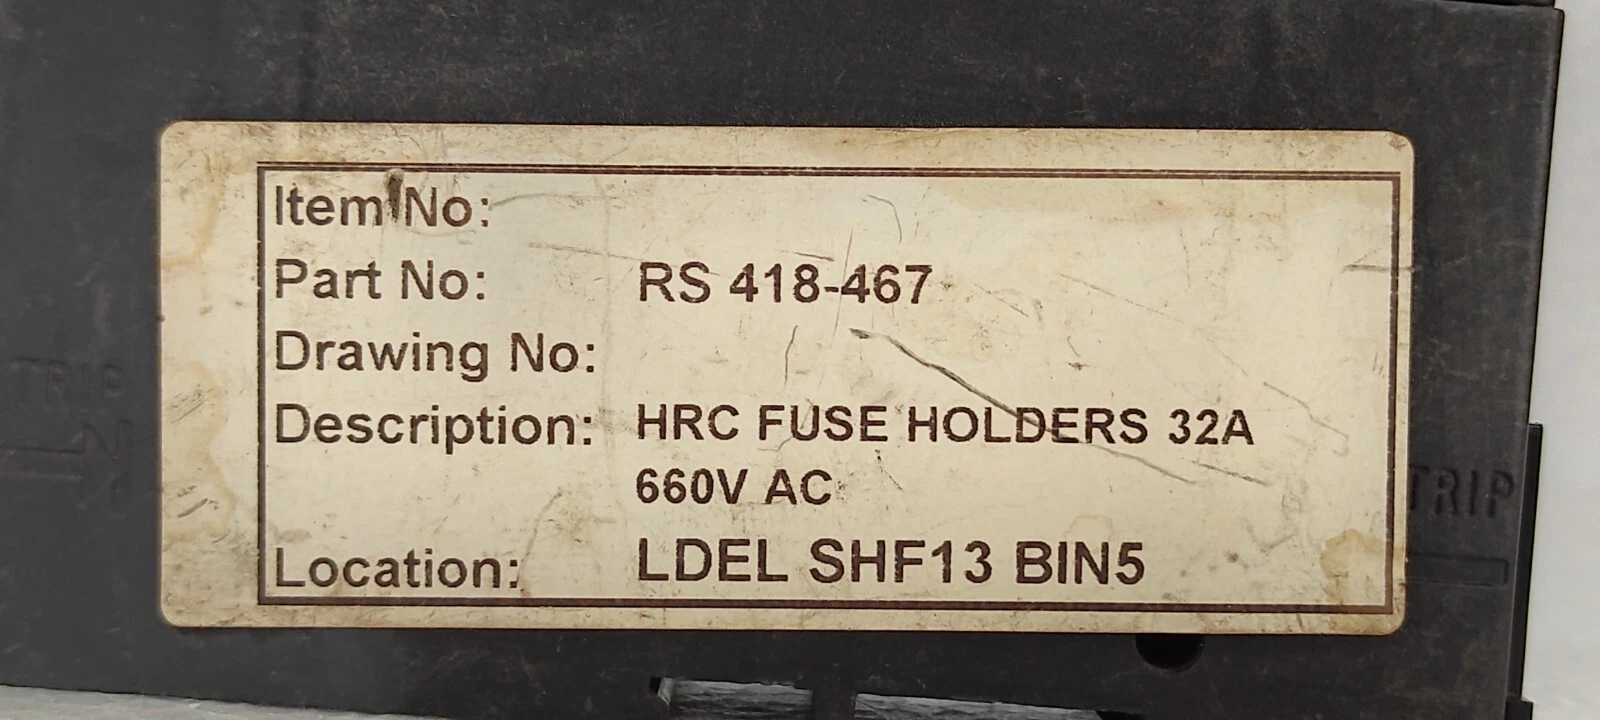 Item No:
Part No: RS 418-467
Drawing No:
Description: HRC FUSE HOLDERS 32A
660V AC
Location: LDEL SHF13 BIN5
TRIP
TRIP